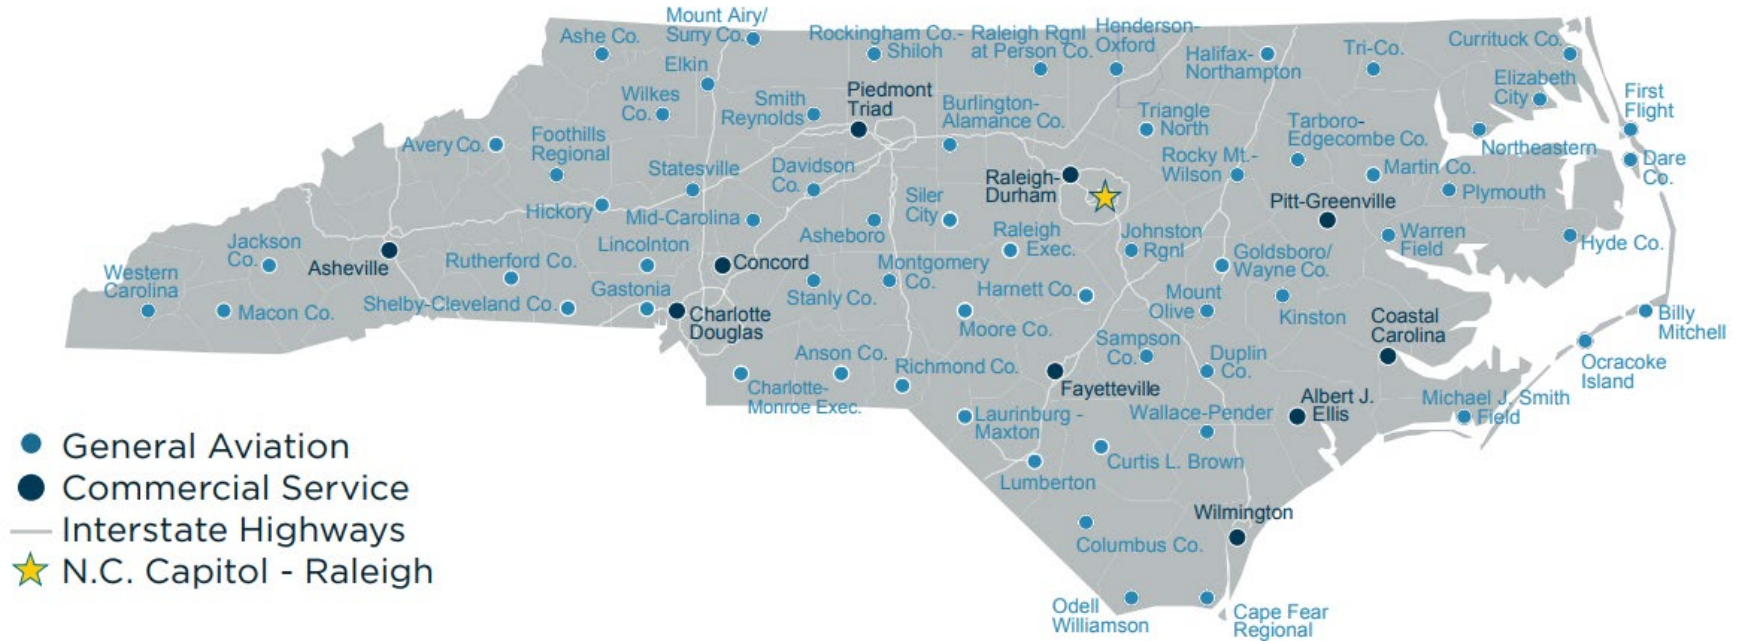 Mount Airy/
Surry Co.
Ashe Co.
Rockingham Co.-
Shiloh
Raleigh Rgnl
at Person Co.
Henderson-
Oxford
Halifax-
Northampton
Tri-Co.
Currituck Co.
Elkin
Elizabeth
City
First
Flight
Wilkes
Co.
Smith
Reynolds
Piedmont
Triad
Burlington-
Alamance Co.
Triangle
North
Tarboro-
Edgecombe Co.
Northeastern
Avery Co.
Foothills
Regional
Statesville
Davidson
Co.
Raleigh-
Durham
Rocky Mt.-
Wilson
Martin Co.
Dare
Co.
Plymouth
Hickory
Mid-Carolina
Asheboro
Siler
City
Pitt-Greenville
Jackson
Co.
Asheville
Rutherford Co.
Lincolnton
Concord
Montgomery
Co.
Raleigh
Exec.
Johnston
Rgnl
Goldsboro/
Wayne Co.
Warren
Field
Hyde Co.
Western
Carolina
Macon Co.
Shelby-Cleveland Co.
Gastonia
Charlotte
Douglas
Stanly Co.
Harnett Co.
Moore Co.
Mount
Olive
Kinston
Coastal
Carolina
Billy
Mitchell
Ocracoke
Island
Anson Co.
Richmond Co.
Sampson
Co.
Duplin
Co.
Charlotte-
Monroe Exec.
Fayetteville
Albert J.
Ellis
Michael J. Smith
Field
Laurinburg -
Maxton
Wallace-Pender
Curtis L. Brown
Lumberton
Wilmington
Columbus Co.
Odell
Williamson
Cape Fear
Regional
General Aviation
Commercial Service
Interstate Highways
N.C. Capitol - Raleigh